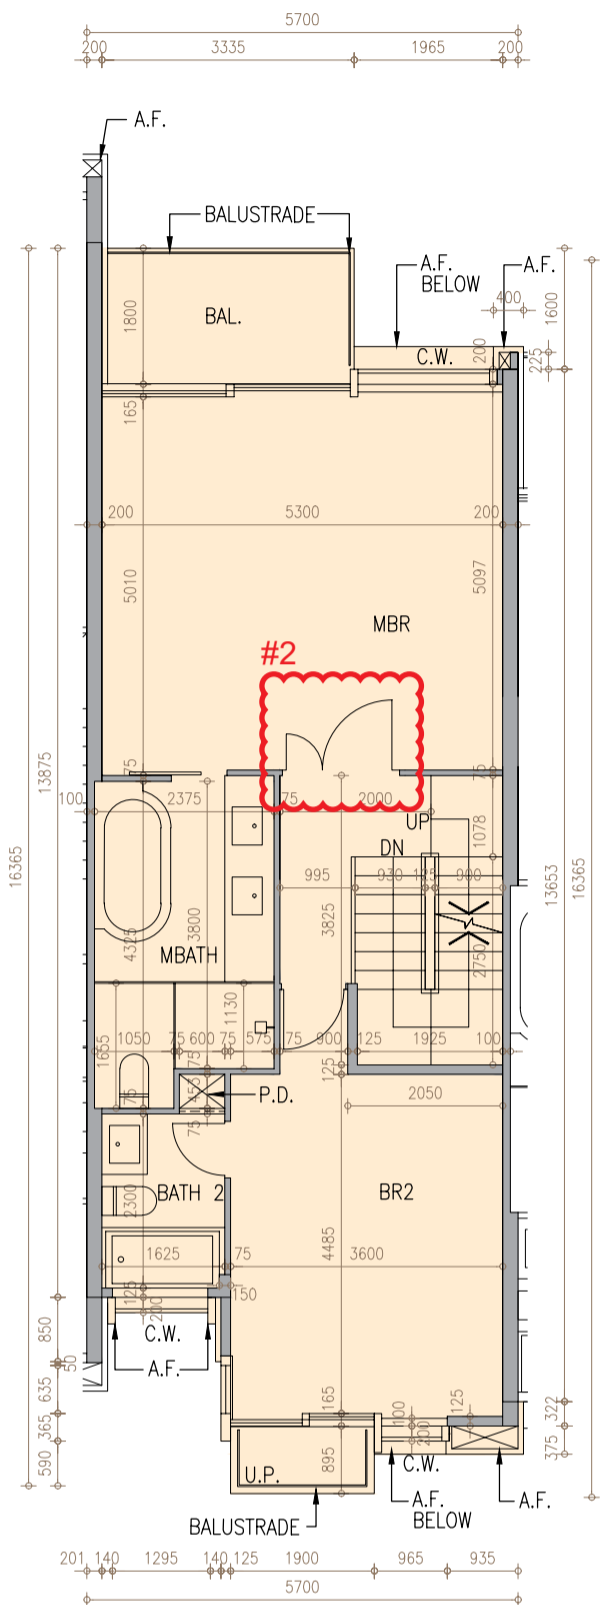 5700
200 3335 1965 200
A.F.
BALUSTRADE
A.F.
BELOW
A.F.
400
1600
BAL.
1800
C.W.
200
225
165
200 5300 200
5010
5097
MBR
#2
13875
16365
13653
16365
75
75
100 2375 75 2000
UP
1078
DN
995 930 125 900
3825
3800
4325
MBATH
2750
1130
1655
1050 75 600 75 575 75 900 125 1925 100
125
75
455
P.D.
75
75
2050
2300
BATH 2
BR2
4485
1625 75 3600
150
125
200
C.W.
A.F.
850
50
635
365
590
165
100
200
125
322
375
895
U.P.
C.W.
A.F.
BELOW
A.F.
BALUSTRADE
201 140 1295 140 125 1900 965 935
5700